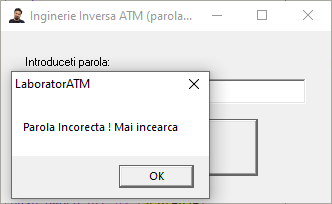 Inginerie Inversa ATM (parola...
Introduceti parola:
LaboratorATM
Parola Incorecta ! Mai incearca
OK